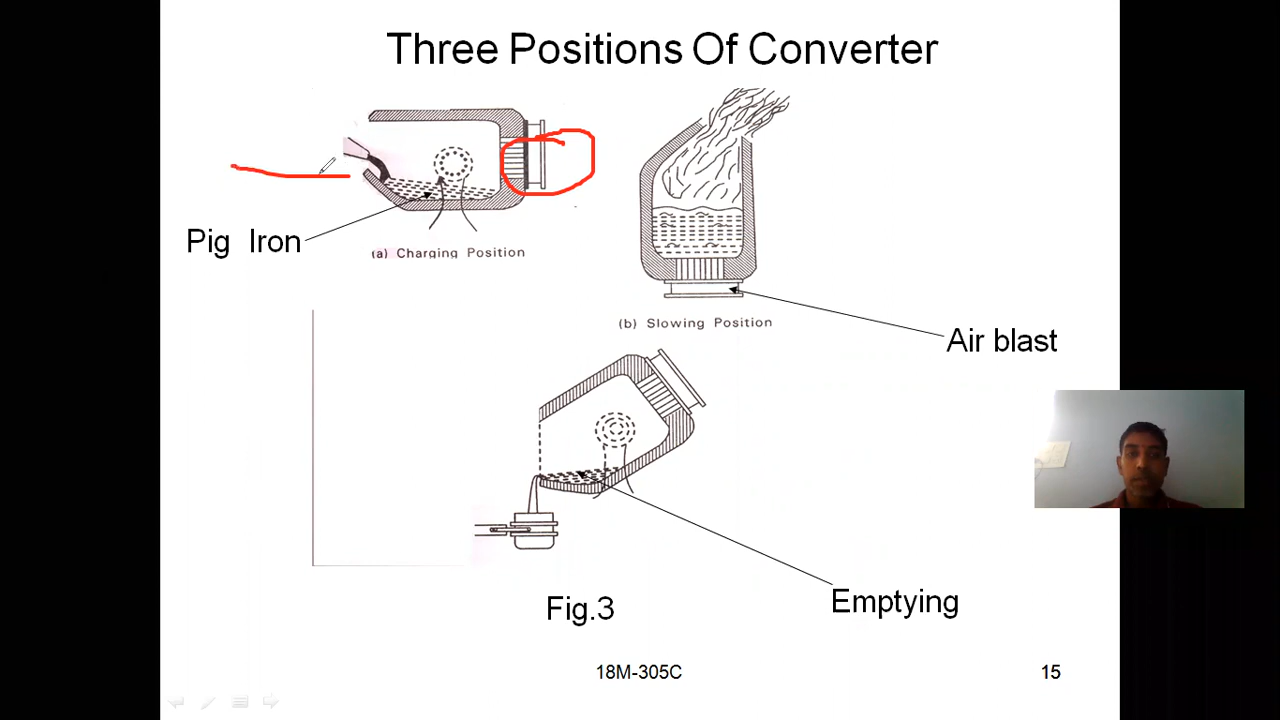 Three Positions Of Converter
Pig Iron
(a) Charging Position
(b) Slowing Position
Air blast
Emptying
Fig.3
18M-305C
15